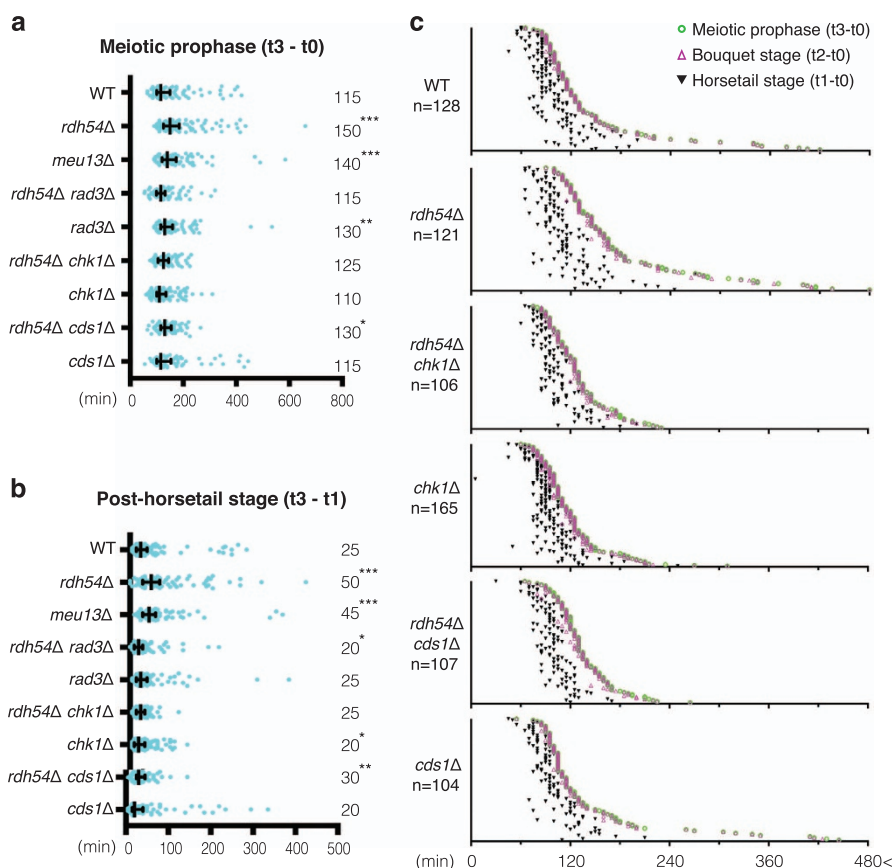 a
Meiotic prophase (t3 - t0)
WT 115
rdh54Δ 150***
meu13Δ 140***
rdh54Δ rad3Δ 115
rad3Δ 130**
rdh54Δ chk1Δ 125
chk1Δ 110
rdh54Δ cds1Δ 130*
cds1Δ 115
(min) 0 200 400 600 800
b
Post-horsetail stage (t3 - t1)
WT 25
rdh54Δ 50***
meu13Δ 45***
rdh54Δ rad3Δ 20*
rad3Δ 25
rdh54Δ chk1Δ 25
chk1Δ 20*
rdh54Δ cds1Δ 30**
cds1Δ 20
(min) 0 100 200 300 400 500
c
Meiotic prophase (t3-t0)
Bouquet stage (t2-t0)
Horsetail stage (t1-t0)
WT
n=128
rdh54Δ
n=121
rdh54Δ
chk1Δ
n=106
chk1Δ
n=165
rdh54Δ
cds1Δ
n=107
cds1Δ
n=104
(min) 0 120 240 360 480<